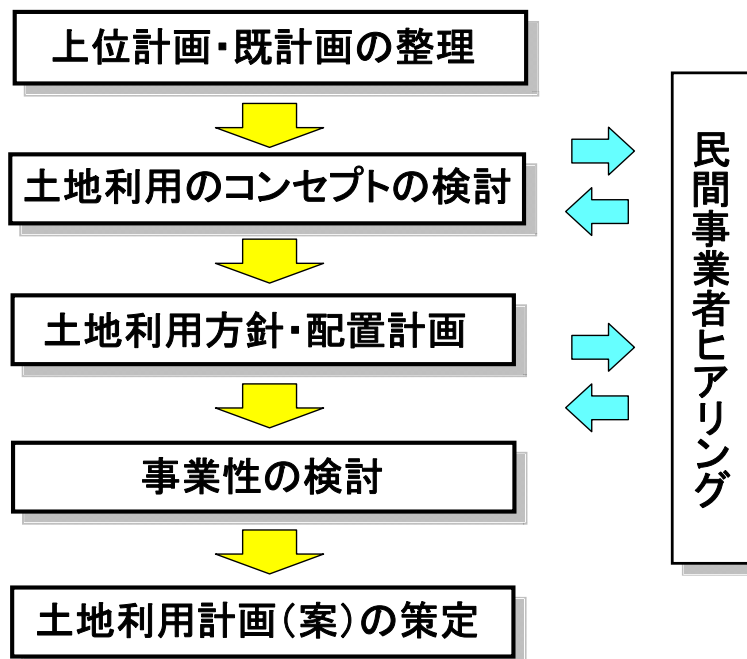 上位計画・既計画の整理
土地利用のコンセプトの検討
土地利用方針・配置計画
事業性の検討
土地利用計画（案）の策定
民間事業者ヒアリング